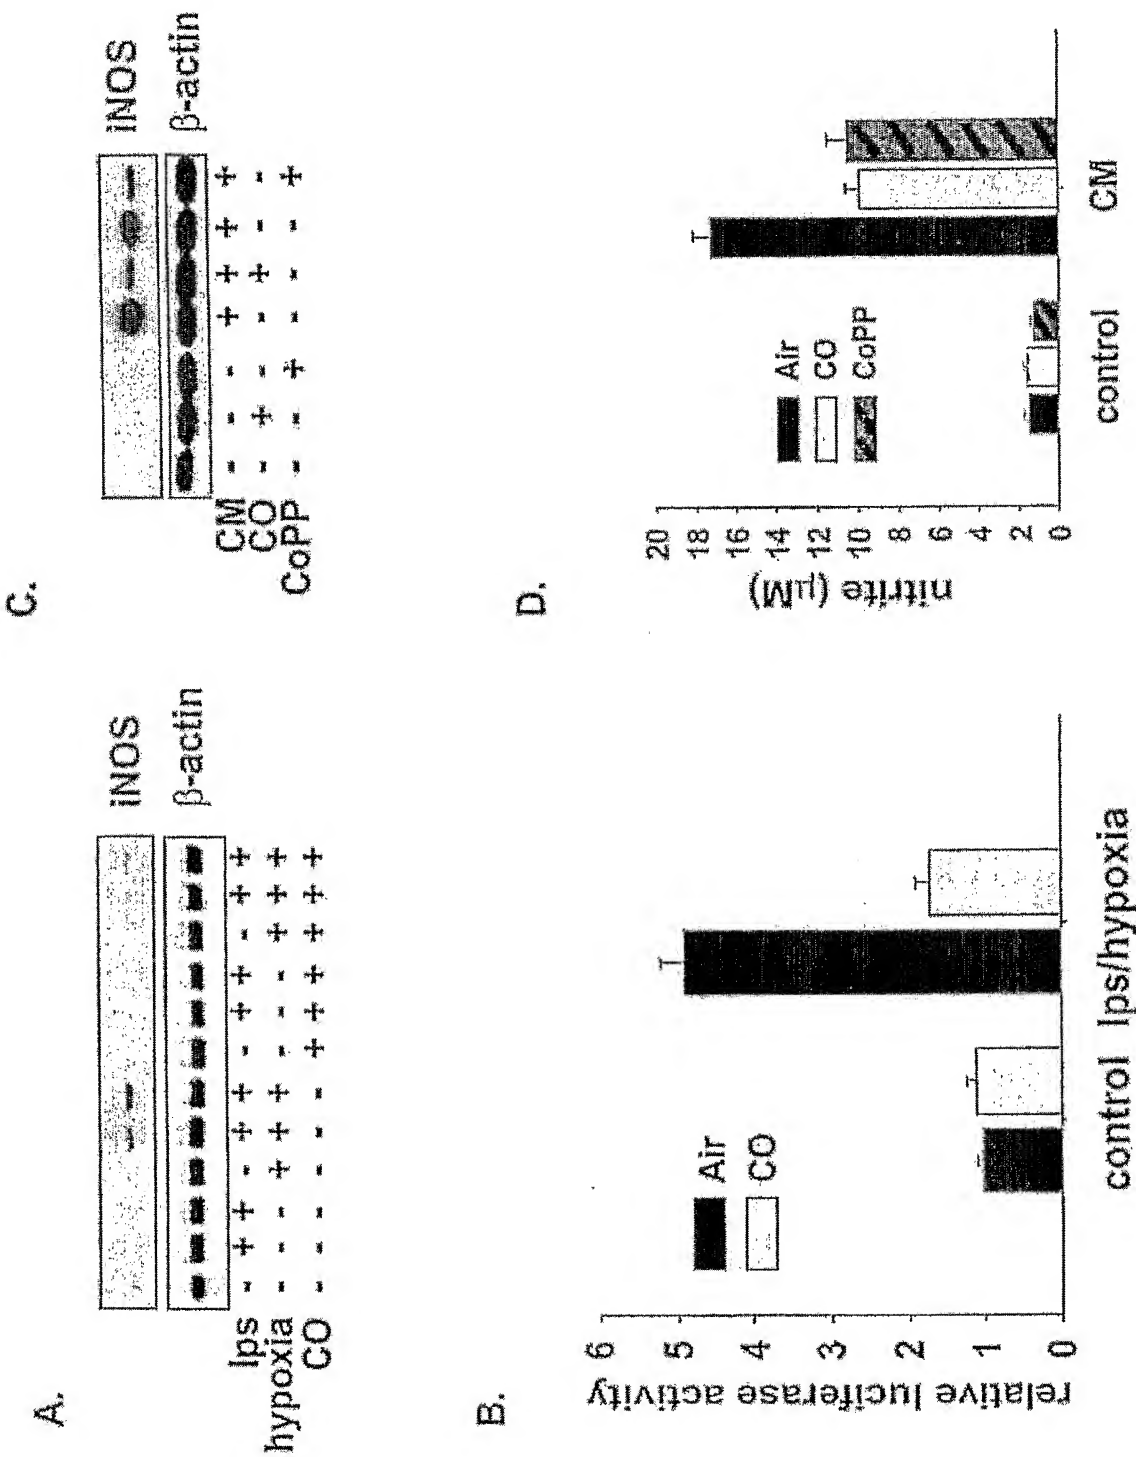 A.
iNOS
β-actin
lps - + + - + + - + + - + +
hypoxia - - - + + + - - - + + +
CO - - - - - - + + + + + +
B.
relative luciferase activity
6
5
4
3
2
1
0
Air
CO
control lps/hypoxia
C.
iNOS
β-actin
CM - - - + + + +
CO - + - - + - -
CoPP - - + - - - +
D.
nitrite (µM)
20
18
16
14
12
10
8
6
4
2
0
Air
CO
CoPP
control CM